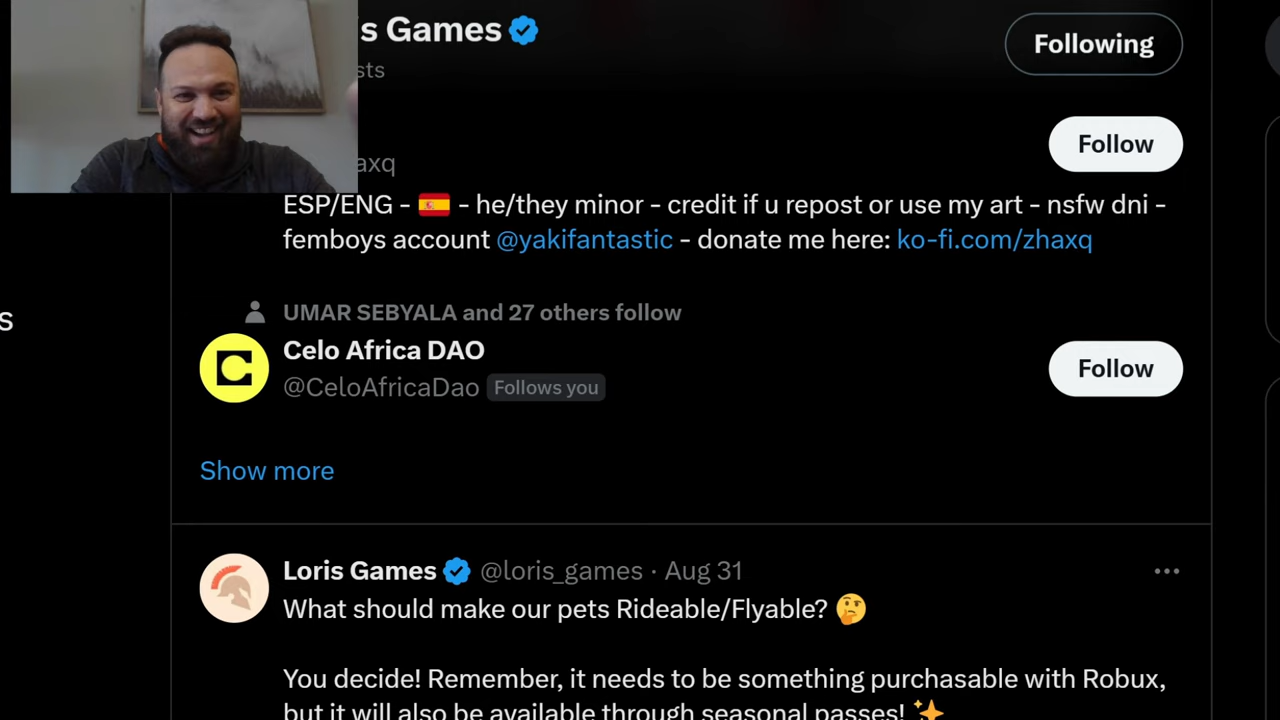 s Games
Following
sts
Follow
axq
ESP/ENG - 🇪🇸 - he/they minor - credit if u repost or use my art - nsfw dni -
femboys account @yakifantastic - donate me here: ko-fi.com/zhaxq
UMAR SEBYALA and 27 others follow
s
Celo Africa DAO
@CeloAfricaDao Follows you
Follow
Show more
Loris Games @loris_games · Aug 31
What should make our pets Rideable/Flyable? 🤔
You decide! Remember, it needs to be something purchasable with Robux,
but it will also be available through seasonal passes! ✨